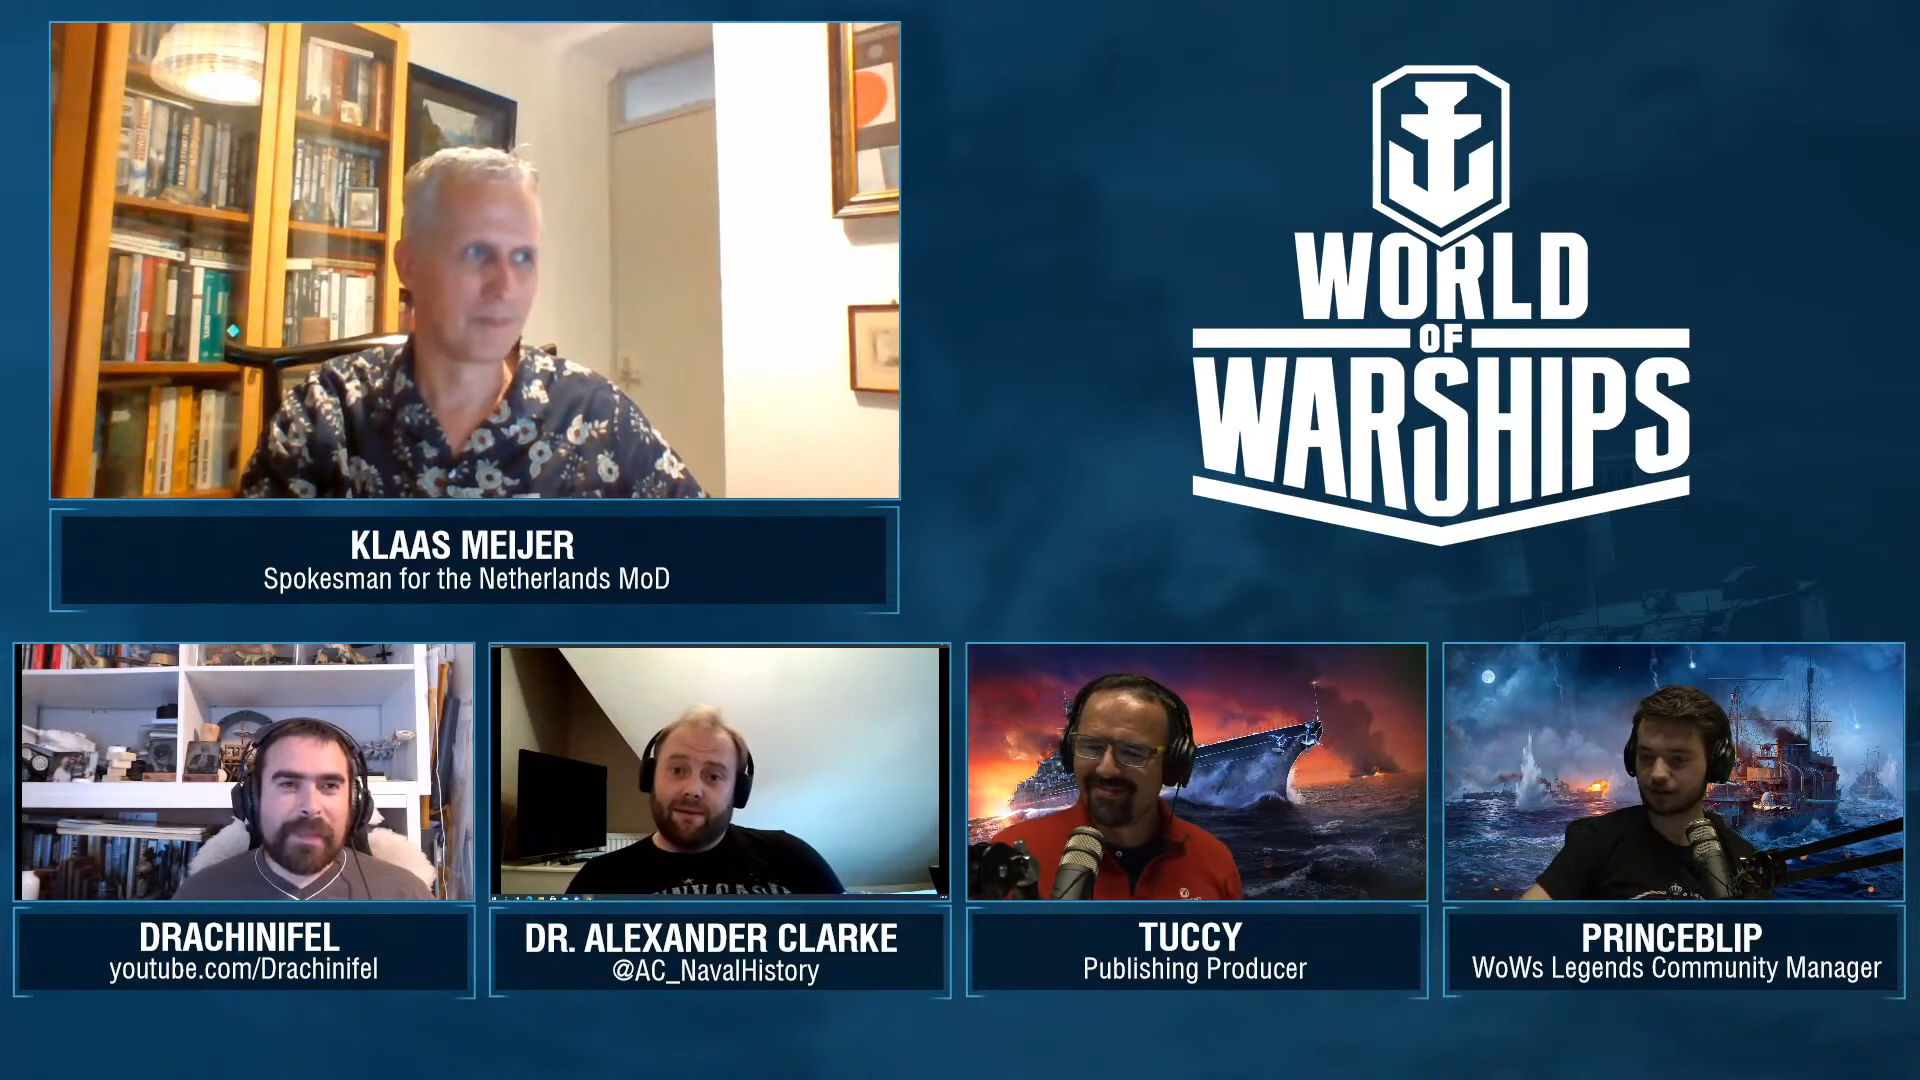 WORLD
OF
WARSHIPS
KLAAS MEIJER
Spokesman for the Netherlands MoD
DRACHINIFEL
youtube.com/Drachinifel
DR. ALEXANDER CLARKE
@AC_NavalHistory
TUCCY
Publishing Producer
PRINCEBLIP
WoWs Legends Community Manager